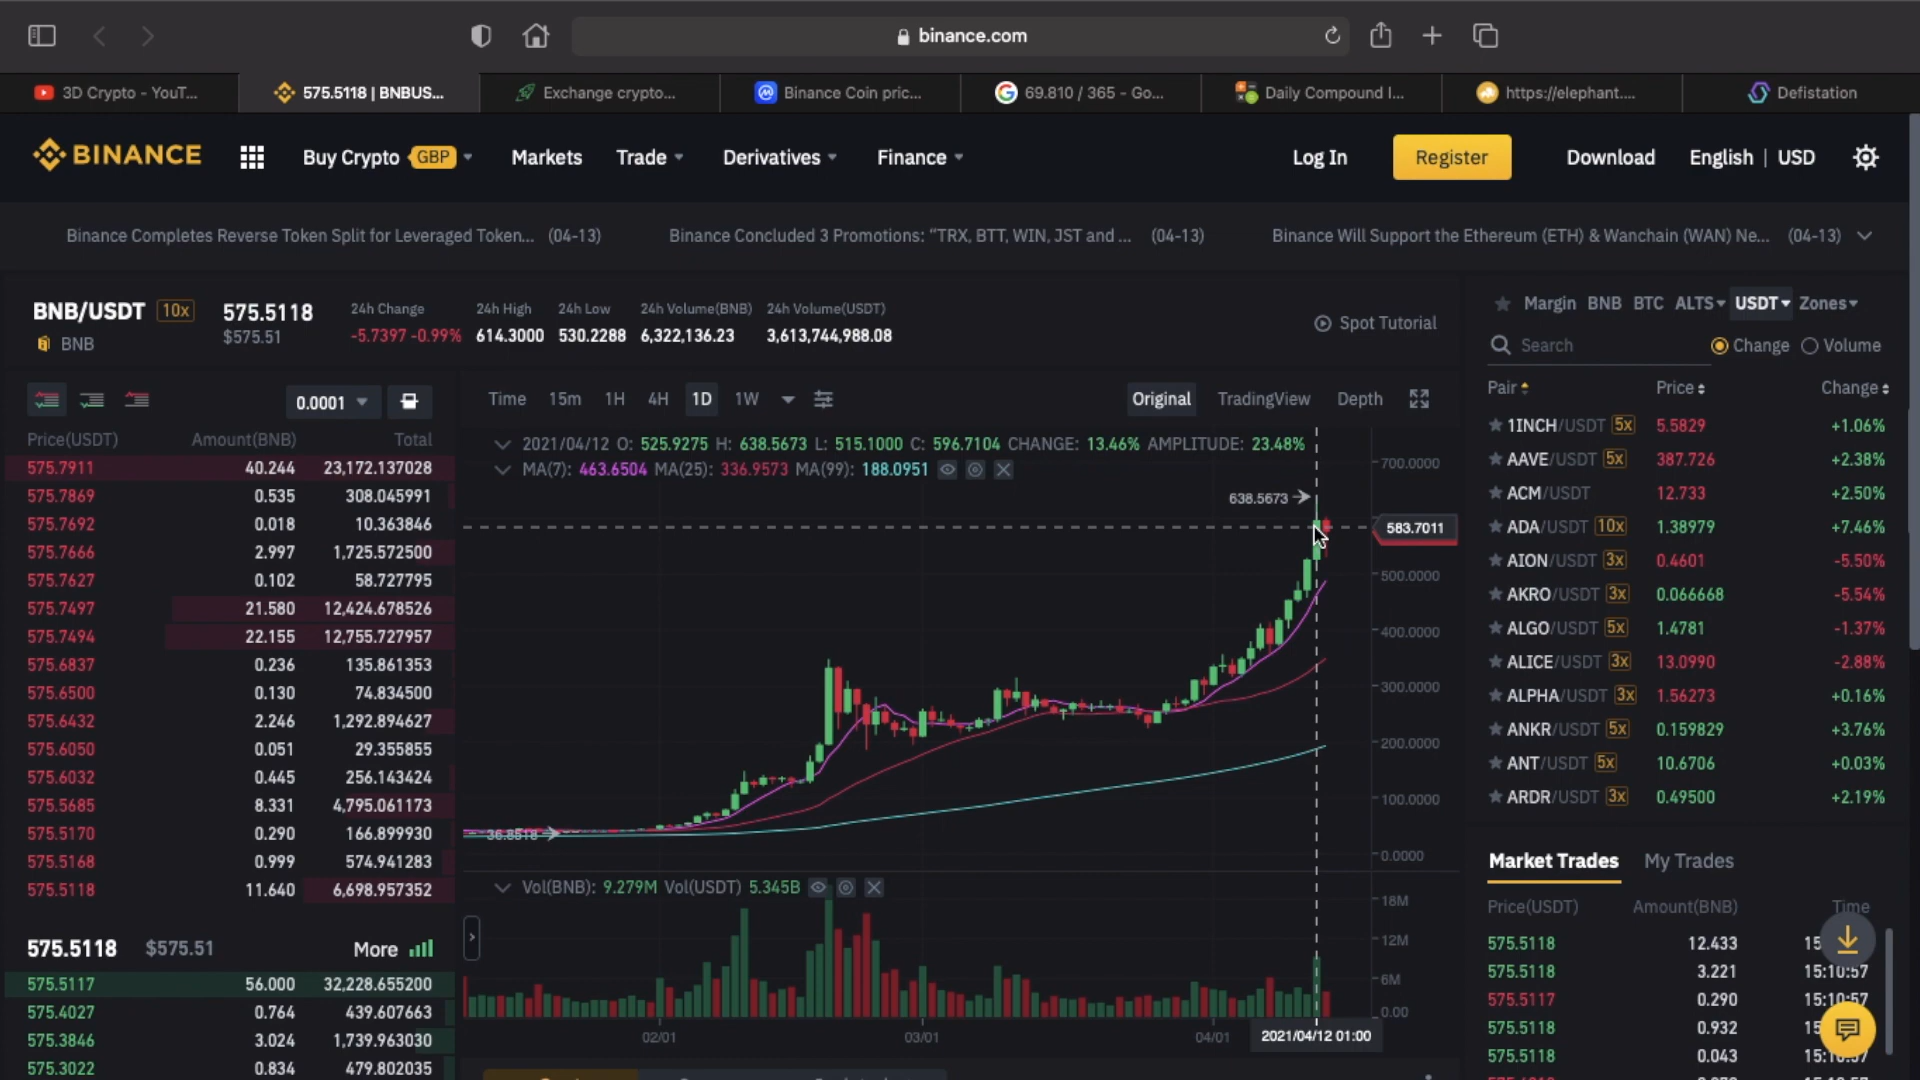 binance.com
3D Crypto - YouT...
575.5118 | BNBUS...
Exchange crypto...
Binance Coin pric...
69.810 / 365 - Go...
Daily Compound I...
https://elephant....
Defistation
BINANCE
Buy Crypto GBP
Markets
Trade
Derivatives
Finance
Log In
Register
Download
English | USD
Binance Completes Reverse Token Split for Leveraged Token... (04-13)
Binance Concluded 3 Promotions: “TRX, BTT, WIN, JST and ... (04-13)
Binance Will Support the Ethereum (ETH) & Wanchain (WAN) Ne... (04-13)
BNB/USDT 10x
BNB
575.5118
$575.51
24h Change
-5.7397 -0.99%
24h High
614.3000
24h Low
530.2288
24h Volume(BNB)
6,322,136.23
24h Volume(USDT)
3,613,744,988.08
Spot Tutorial
0.0001
Price(USDT) Amount(BNB) Total
575.7911 40.244 23,172.137028
575.7869 0.535 308.045991
575.7692 0.018 10.363846
575.7666 2.997 1,725.572500
575.7627 0.102 58.727795
575.7497 21.580 12,424.678526
575.7494 22.155 12,755.727957
575.6837 0.236 135.861353
575.6500 0.130 74.834500
575.6432 2.246 1,292.894627
575.6050 0.051 29.355855
575.6032 0.445 256.143424
575.5685 8.331 4,795.061173
575.5170 0.290 166.899930
575.5168 0.999 574.941283
575.5118 11.640 6,698.957352
575.5118 $575.51 More
575.5117 56.000 32,228.655200
575.4027 0.764 439.607663
575.3846 3.024 1,739.963030
575.3022 0.834 479.802035
Time 15m 1H 4H 1D 1W
Original TradingView Depth
2021/04/12 O: 525.9275 H: 638.5673 L: 515.1000 C: 596.7104 CHANGE: 13.46% AMPLITUDE: 23.48%
MA(7): 463.6504 MA(25): 336.9573 MA(99): 188.0951
700.0000
638.5673
583.7011
500.0000
400.0000
300.0000
200.0000
100.0000
36.8518
0.0000
Vol(BNB): 9.279M Vol(USDT) 5.345B
18M
12M
6M
0.00
02/01
03/01
04/01
2021/04/12 01:00
Margin BNB BTC ALTS USDT Zones
Search
Change Volume
Pair Price Change
1INCH/USDT 5x 5.5829 +1.06%
AAVE/USDT 5x 387.726 +2.38%
ACM/USDT 12.733 +2.50%
ADA/USDT 10x 1.38979 +7.46%
AION/USDT 3x 0.4601 -5.50%
AKRO/USDT 3x 0.066668 -5.54%
ALGO/USDT 5x 1.4781 -1.37%
ALICE/USDT 3x 13.0990 -2.88%
ALPHA/USDT 3x 1.56273 +0.16%
ANKR/USDT 5x 0.159829 +3.76%
ANT/USDT 5x 10.6706 +0.03%
ARDR/USDT 3x 0.49500 +2.19%
Market Trades My Trades
Price(USDT) Amount(BNB) Time
575.5118 12.433 15
575.5118 3.221 15:10:57
575.5117 0.290 15:10:57
575.5118 0.932 15
575.5118 0.043